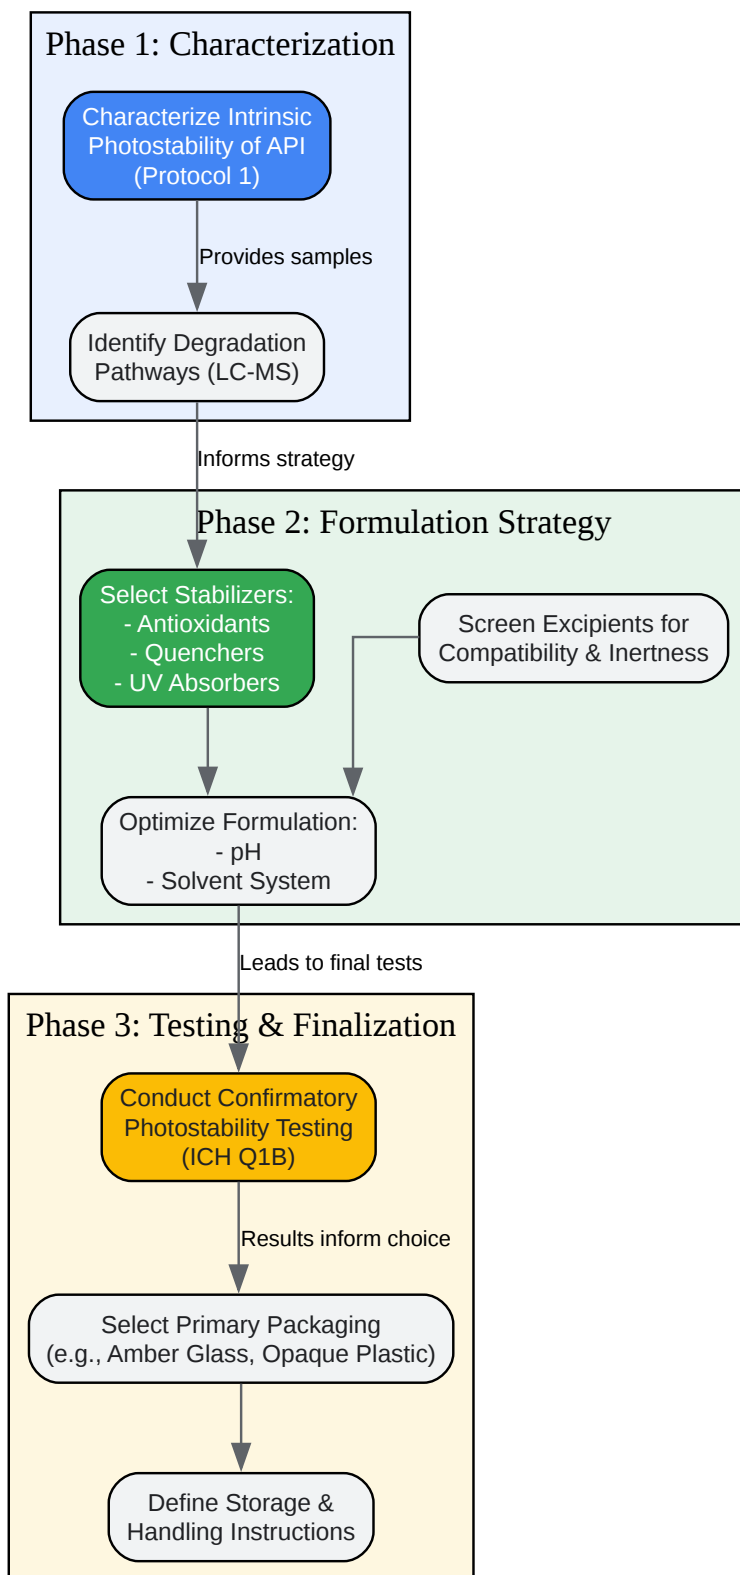 Phase 1: Characterization
Characterize Intrinsic
Photostability of API
(Protocol 1)
Provides samples
Identify Degradation
Pathways (LC-MS)
Informs strategy
Phase 2: Formulation Strategy
Select Stabilizers:
- Antioxidants
- Quenchers
- UV Absorbers
Screen Excipients for
Compatibility & Inertness
Optimize Formulation:
- pH
- Solvent System
Leads to final tests
Phase 3: Testing & Finalization
Conduct Confirmatory
Photostability Testing
(ICH Q1B)
Results inform choice
Select Primary Packaging
(e.g., Amber Glass, Opaque Plastic)
Define Storage &
Handling Instructions